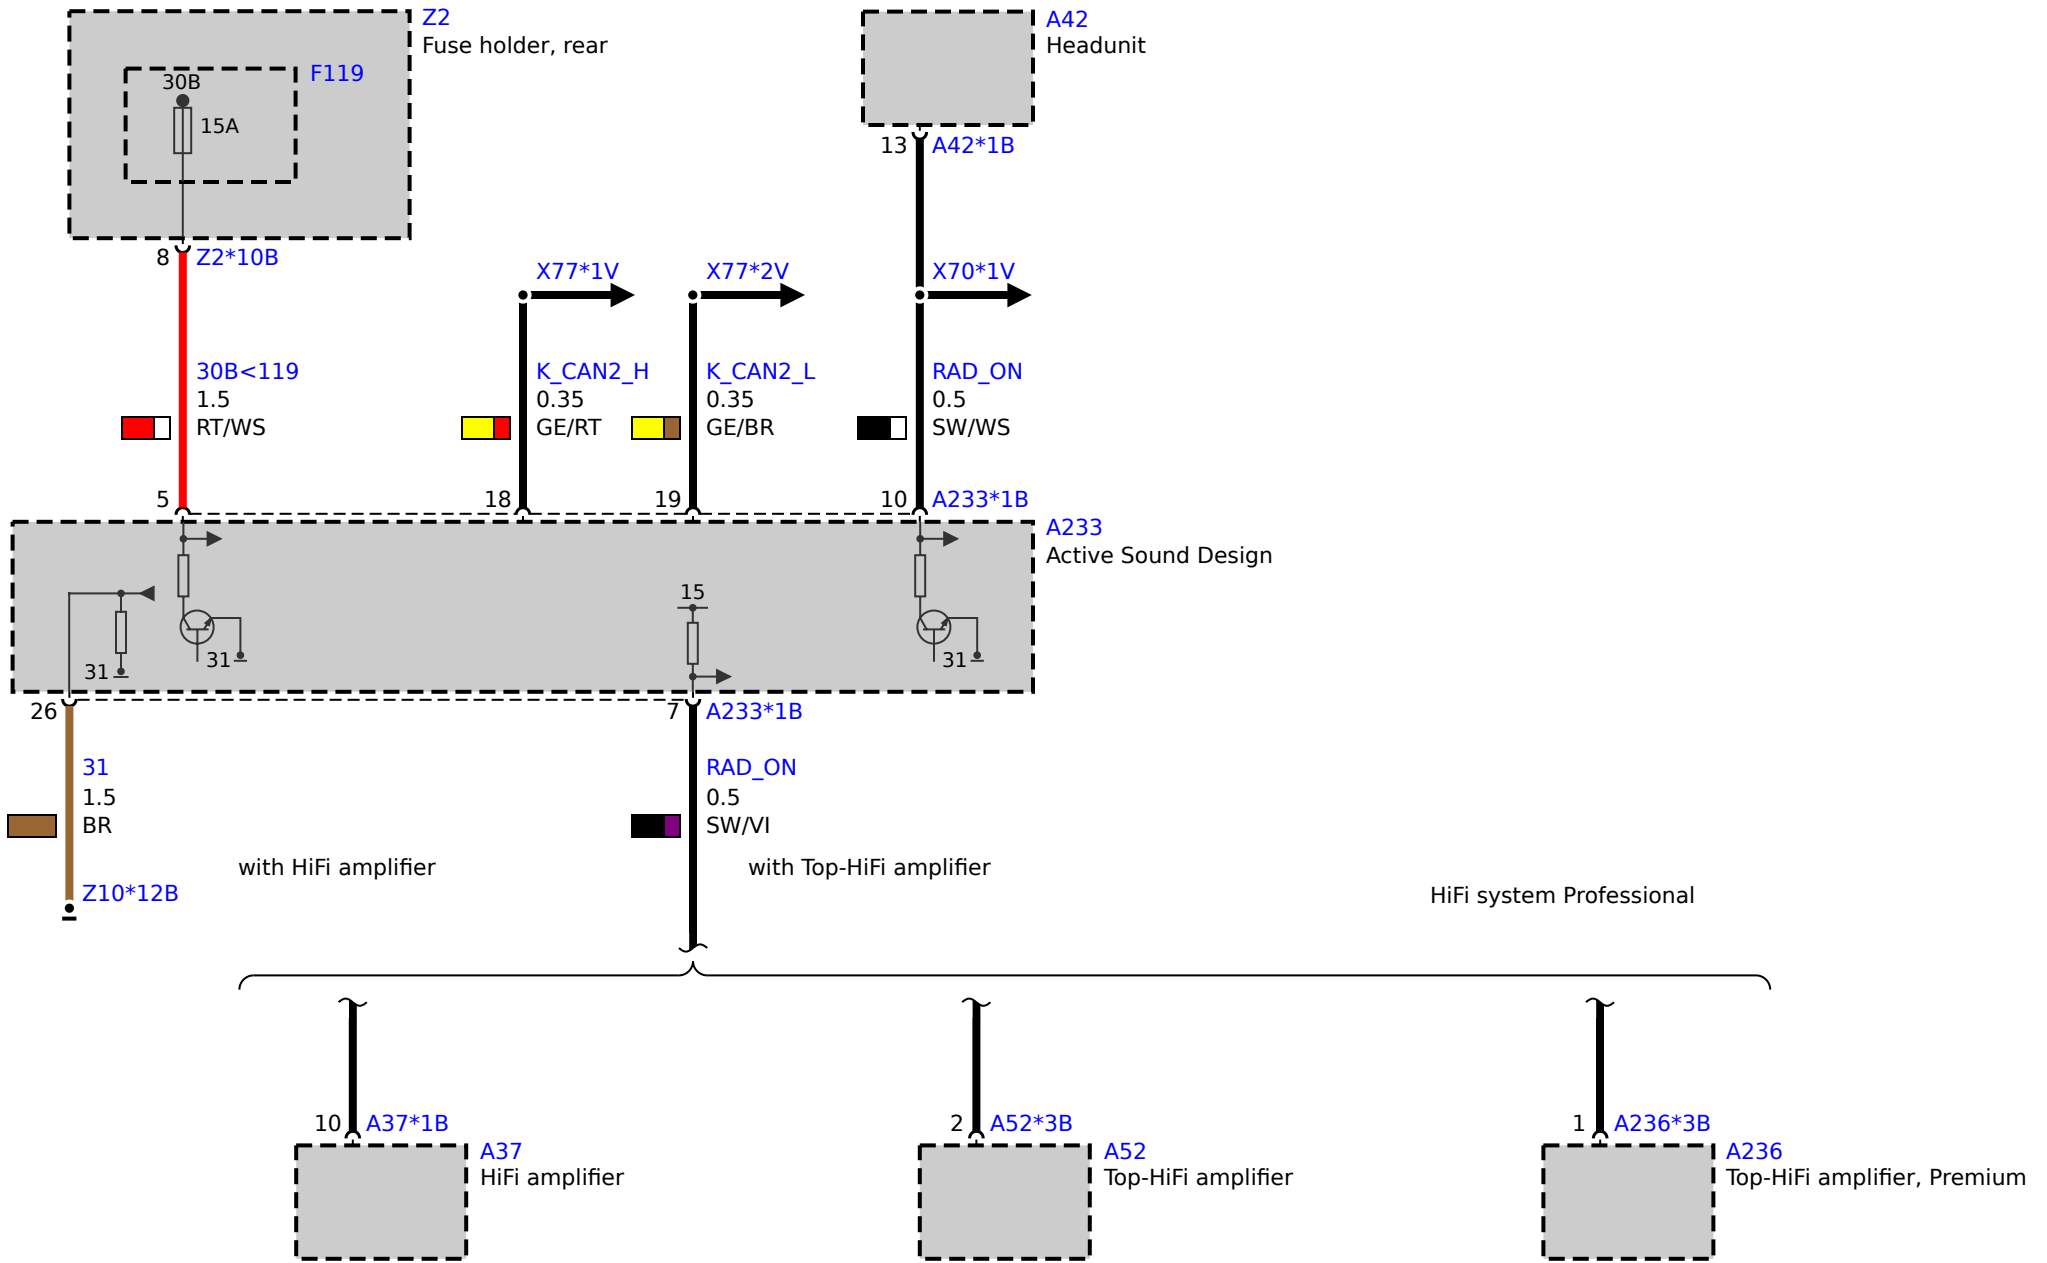 Z2
Fuse holder, rear
A42
Headunit
F119
30B
15A
13
A42*1B
8
Z2*10B
X77*1V
X77*2V
X70*1V
30B<119
1.5
RT/WS
K_CAN2_H
0.35
GE/RT
K_CAN2_L
0.35
GE/BR
RAD_ON
0.5
SW/WS
5
18
19
10
A233*1B
A233
Active Sound Design
15
31
31
31
26
7
A233*1B
31
1.5
BR
RAD_ON
0.5
SW/VI
with HiFi amplifier
with Top-HiFi amplifier
Z10*12B
HiFi system Professional
10
A37*1B
2
A52*3B
1
A236*3B
A37
HiFi amplifier
A52
Top-HiFi amplifier
A236
Top-HiFi amplifier, Premium